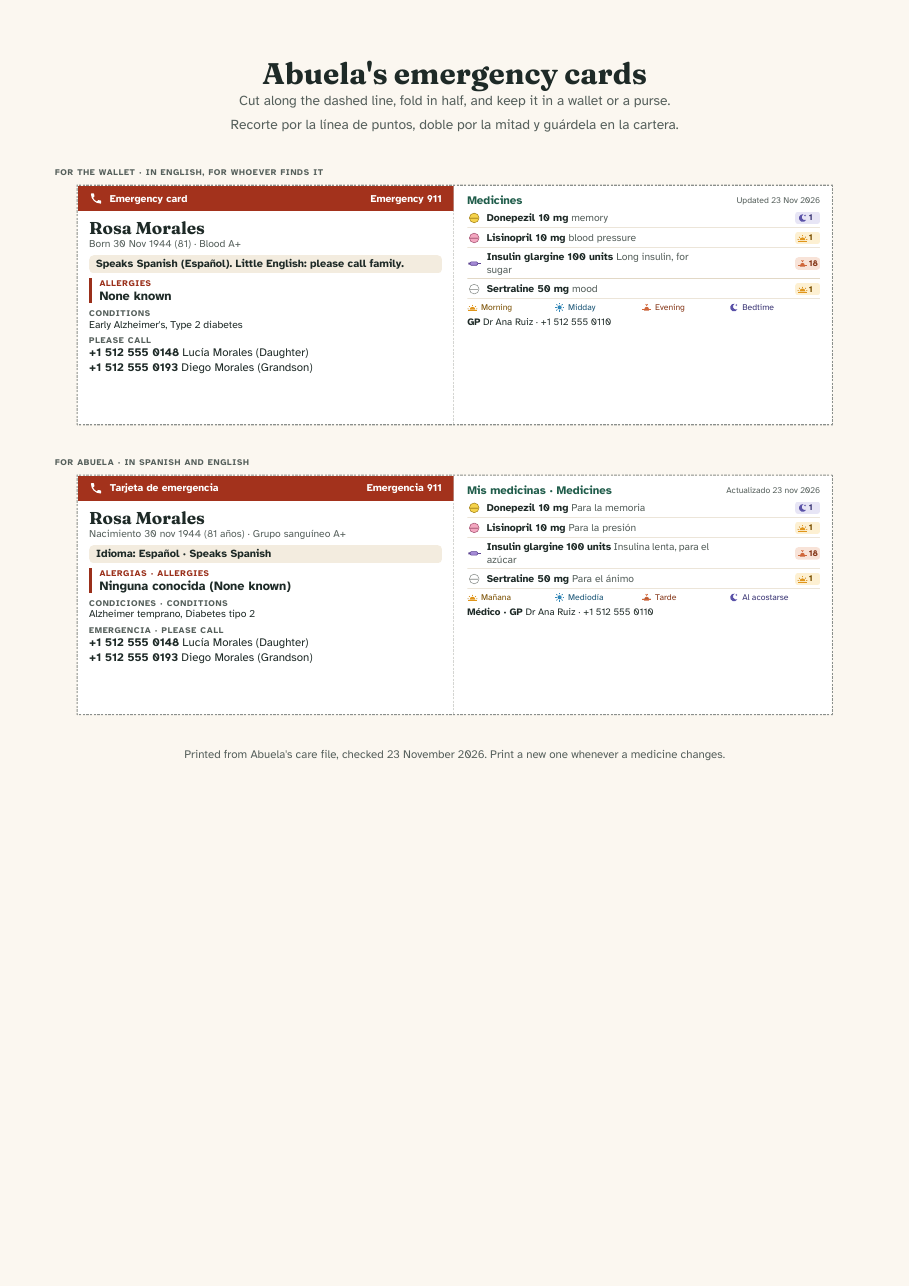 Abuela's emergency cards
Cut along the dashed line, fold in half, and keep it in a wallet or a purse.
Recorte por la línea de puntos, doble por la mitad y guárdela en la cartera.
FOR THE WALLET · IN ENGLISH, FOR WHOEVER FINDS IT
Emergency card Emergency 911
Rosa Morales
Born 30 Nov 1944 (81) · Blood A+
Speaks Spanish (Español). Little English: please call family.
ALLERGIES
None known
CONDITIONS
Early Alzheimer's, Type 2 diabetes
PLEASE CALL
+1 512 555 0148 Lucía Morales (Daughter)
+1 512 555 0193 Diego Morales (Grandson)
Medicines Updated 23 Nov 2026
Donepezil 10 mg memory 1
Lisinopril 10 mg blood pressure 1
Insulin glargine 100 units Long insulin, for
sugar 18
Sertraline 50 mg mood 1
Morning Midday Evening Bedtime
GP Dr Ana Ruiz · +1 512 555 0110
FOR ABUELA · IN SPANISH AND ENGLISH
Tarjeta de emergencia Emergencia 911
Rosa Morales
Nacimiento 30 nov 1944 (81 años) · Grupo sanguíneo A+
Idioma: Español · Speaks Spanish
ALERGIAS · ALLERGIES
Ninguna conocida (None known)
CONDICIONES · CONDITIONS
Alzheimer temprano, Diabetes tipo 2
EMERGENCIA · PLEASE CALL
+1 512 555 0148 Lucía Morales (Daughter)
+1 512 555 0193 Diego Morales (Grandson)
Mis medicinas · Medicines Actualizado 23 nov 2026
Donepezil 10 mg Para la memoria 1
Lisinopril 10 mg Para la presión 1
Insulin glargine 100 units Insulina lenta, para el
azúcar 18
Sertraline 50 mg Para el ánimo 1
Mañana Mediodía Tarde Al acostarse
Médico · GP Dr Ana Ruiz · +1 512 555 0110
Printed from Abuela's care file, checked 23 November 2026. Print a new one whenever a medicine changes.